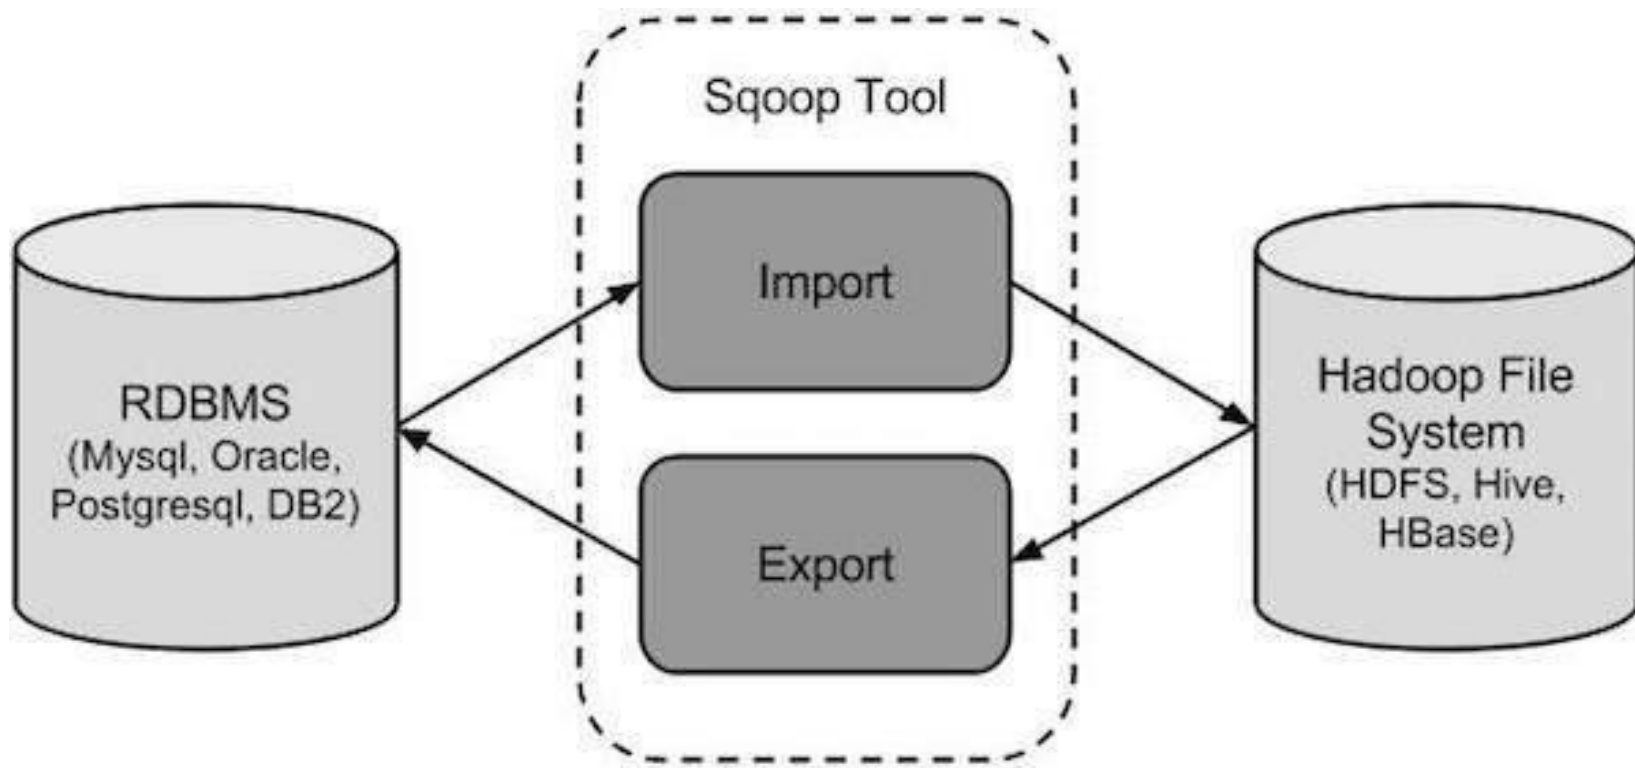 Sqoop Tool
Import
Export
RDBMS
(Mysql, Oracle,
Postgresql, DB2)
Hadoop File
System
(HDFS, Hive,
HBase)